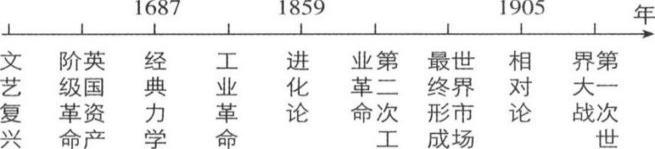 1687 1859 1905 年
文艺复兴
英国资产
阶级革命
经典力学
工业革命
进化论
第二次工
业革命
世界市场
最终形成
相对论
第一次世
界大战